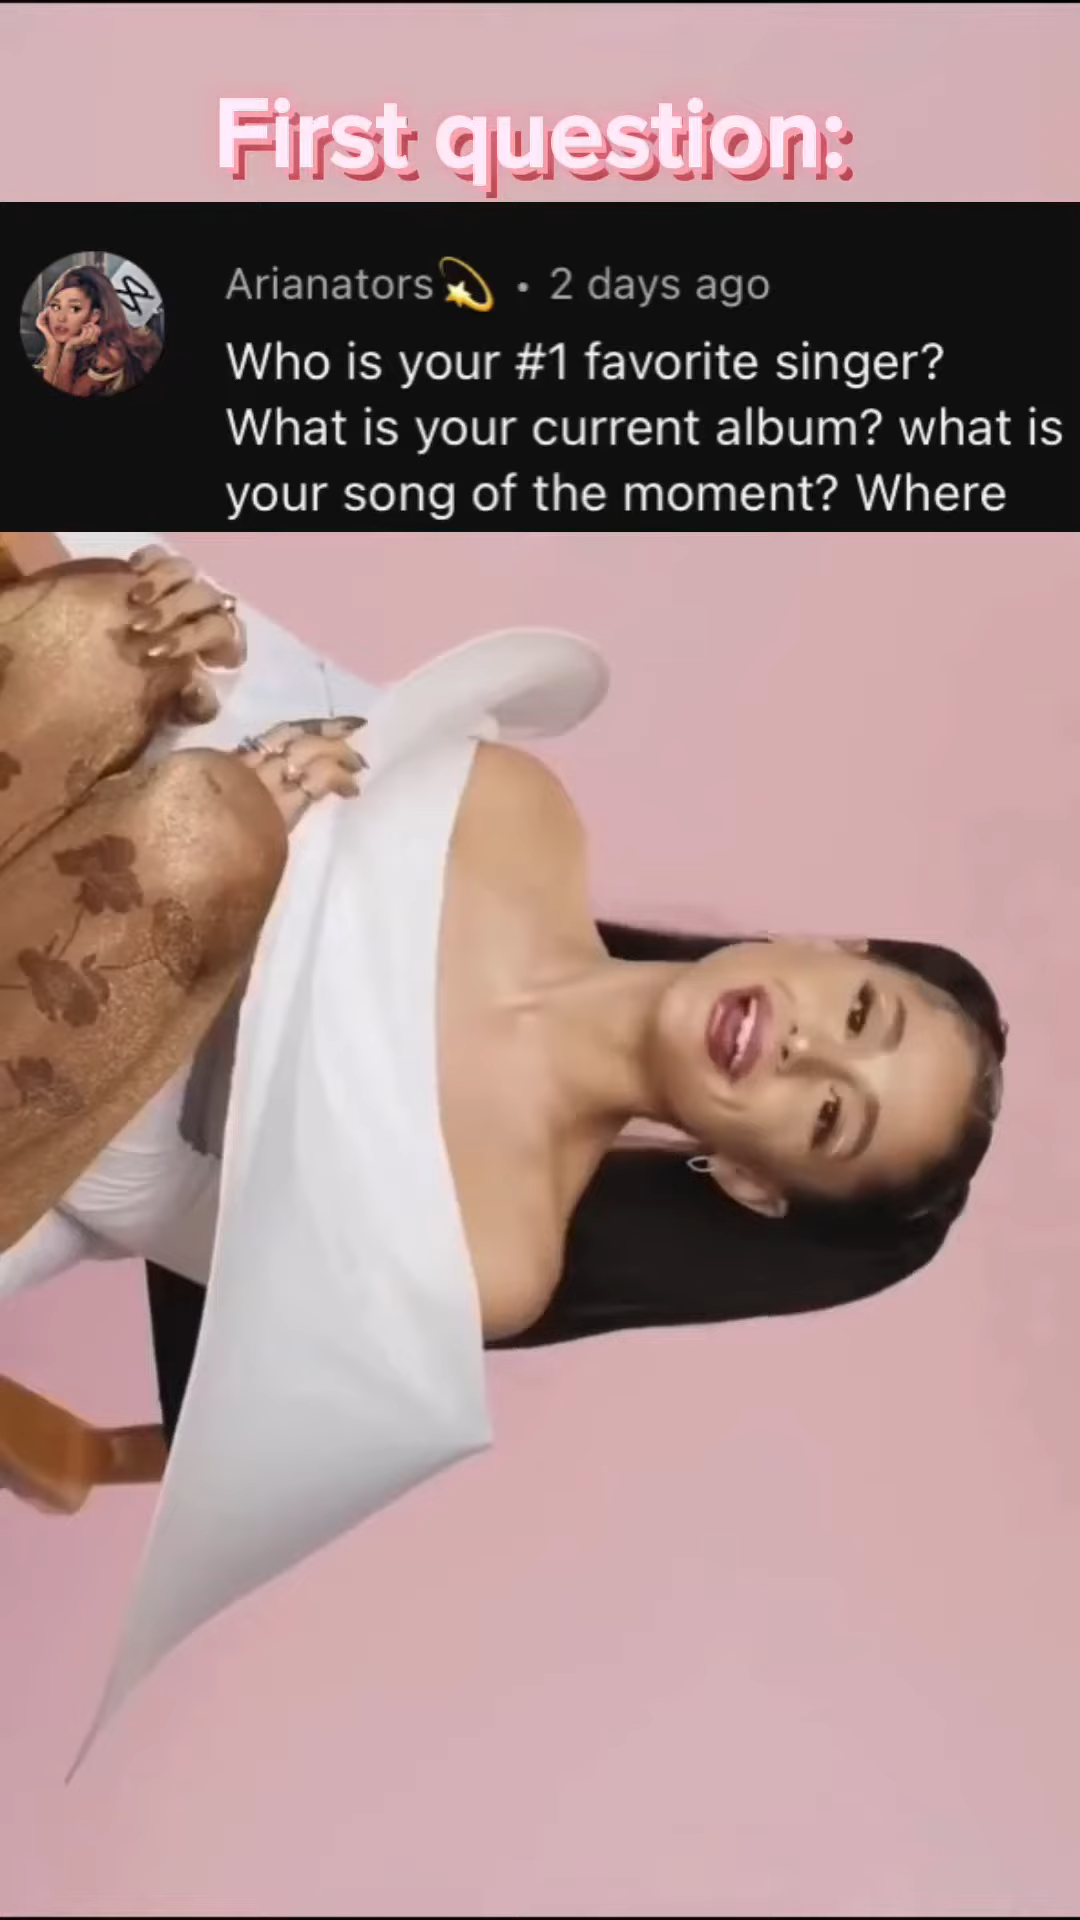 First question:
Arianators💫 • 2 days ago
Who is your #1 favorite singer?
What is your current album? what is
your song of the moment? Where